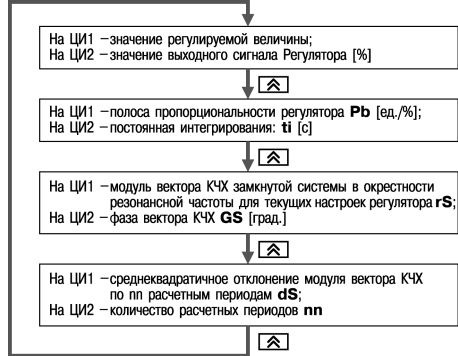 На ЦИ1 –значение регулируемой величины;
На ЦИ2 –значение выходного сигнала Регулятора [%]
На ЦИ1 –полоса пропорциональности регулятора Pb [ед./%];
На ЦИ2 –постоянная интегрирования: ti [с]
На ЦИ1 –модуль вектора КЧХ замкнутой системы в окрестности
резонансной частоты для текущих настроек регулятора rS;
На ЦИ2 –фаза вектора КЧХ GS [град.]
На ЦИ1 –среднеквадратичное отклонение модуля вектора КЧХ
по nn расчетным периодам dS;
На ЦИ2 –количество расчетных периодов nn